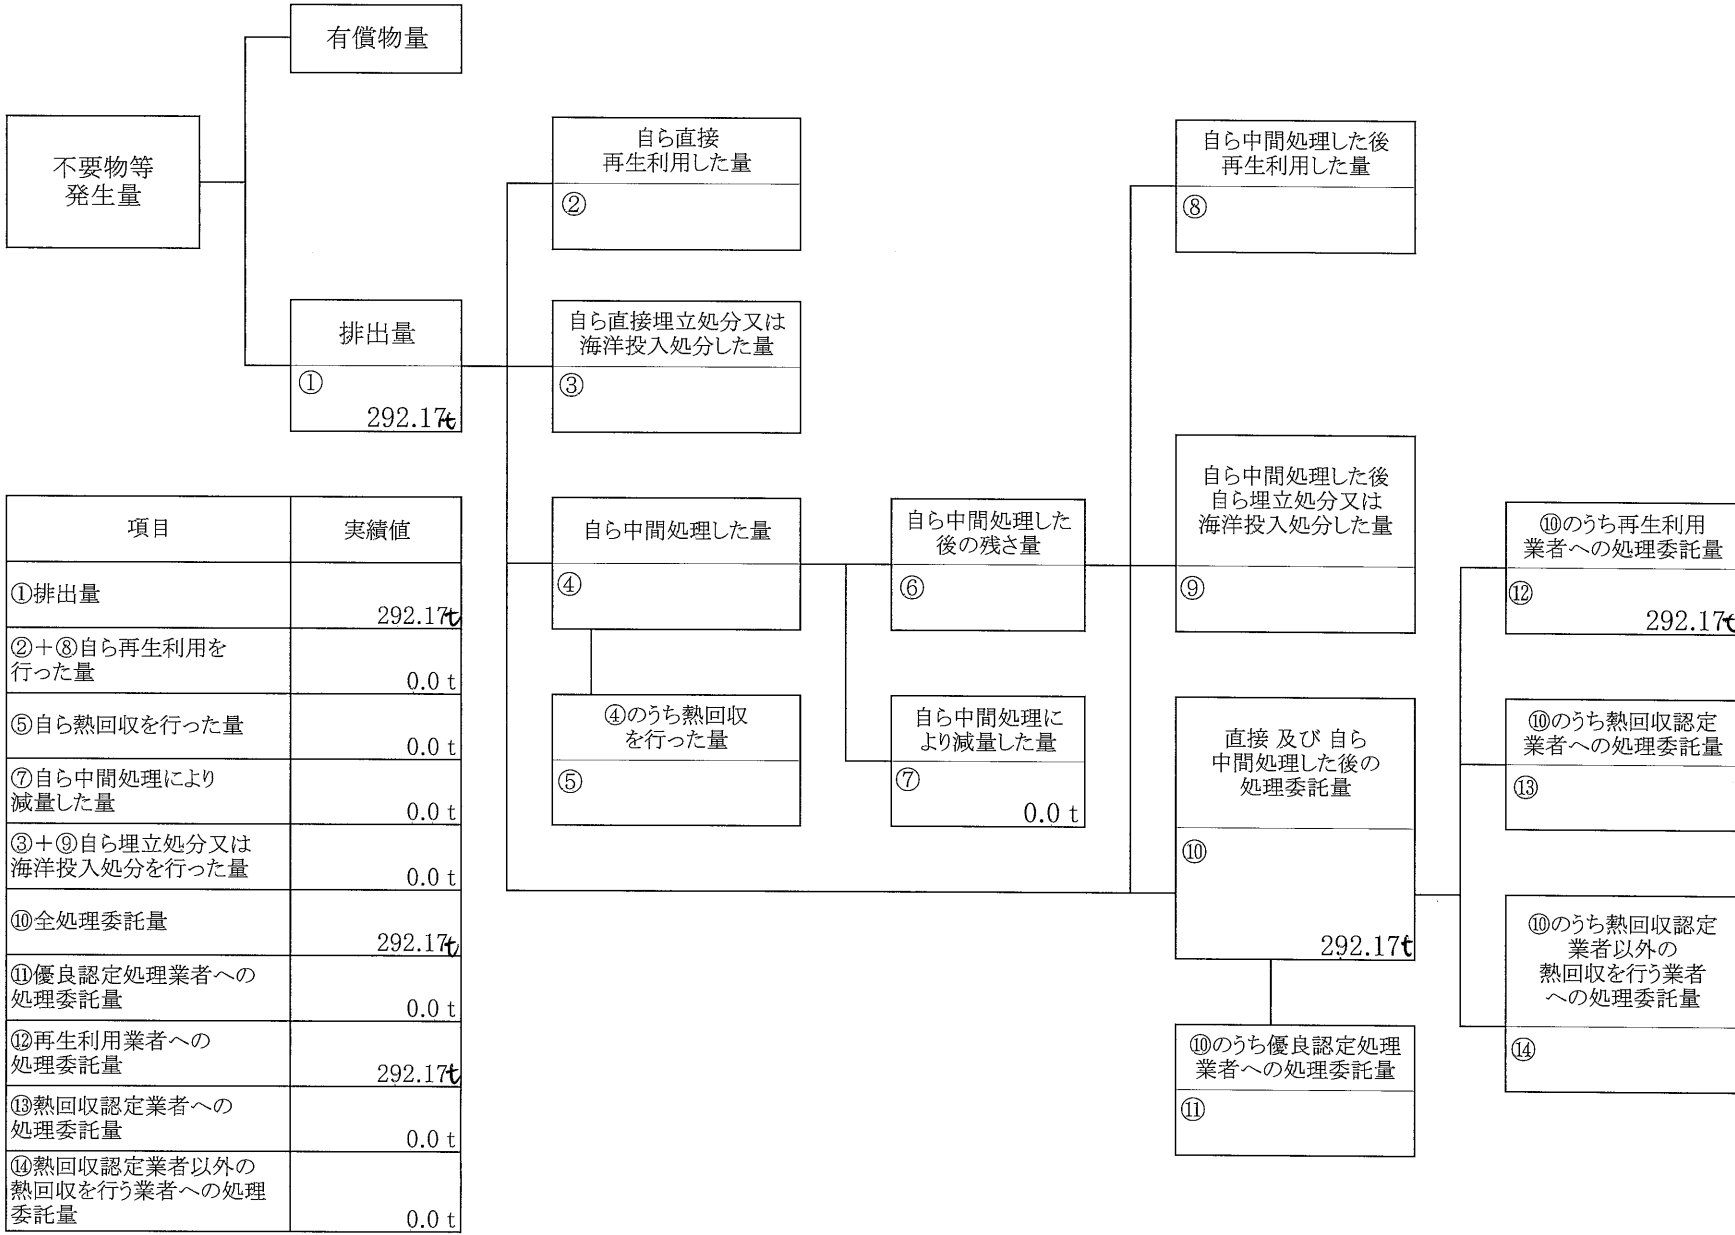 有償物量
不要物等
発生量
排出量
①
292.17t
自ら直接
再生利用した量
②
自ら直接埋立処分又は
海洋投入処分した量
③
自ら中間処理した量
④
④のうち熱回収
を行った量
⑤
自ら中間処理した
後の残さ量
⑥
自ら中間処理に
より減量した量
⑦
0.0 t
自ら中間処理した後
再生利用した量
⑧
自ら中間処理した後
自ら埋立処分又は
海洋投入処分した量
⑨
直接 及び 自ら
中間処理した後の
処理委託量
⑩
292.17t
⑩のうち優良認定処理
業者への処理委託量
⑪
⑩のうち再生利用
業者への処理委託量
⑫
292.17t
⑩のうち熱回収認定
業者への処理委託量
⑬
⑩のうち熱回収認定
業者以外の
熱回収を行う業者
への処理委託量
⑭
項目 実績値
①排出量
292.17t
②+⑧自ら再生利用を
行った量
0.0 t
⑤自ら熱回収を行った量
0.0 t
⑦自ら中間処理により
減量した量
0.0 t
③+⑨自ら埋立処分又は
海洋投入処分を行った量
0.0 t
⑩全処理委託量
292.17t
⑪優良認定処理業者への
処理委託量
0.0 t
⑫再生利用業者への
処理委託量
292.17t
⑬熱回収認定業者への
処理委託量
0.0 t
⑭熱回収認定業者以外の
熱回収を行う業者への処理
委託量
0.0 t